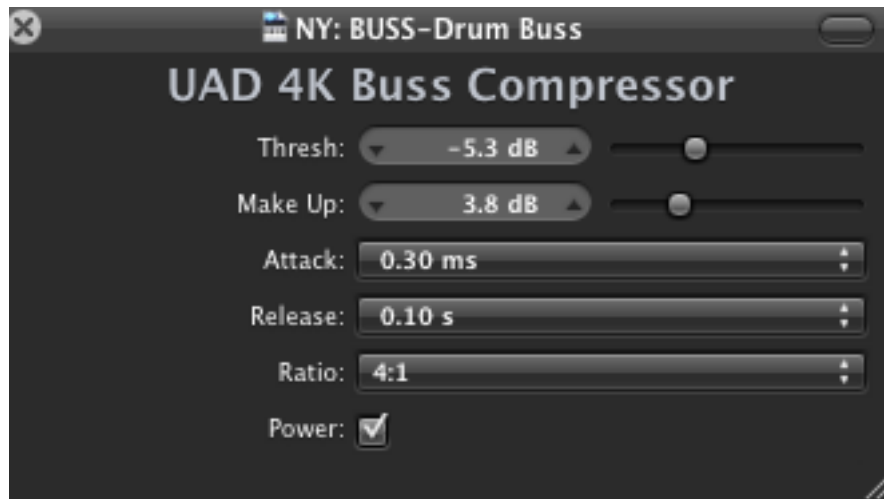 NY: BUSS-Drum Buss
UAD 4K Buss Compressor
Thresh: -5.3 dB
Make Up: 3.8 dB
Attack: 0.30 ms
Release: 0.10 s
Ratio: 4:1
Power: